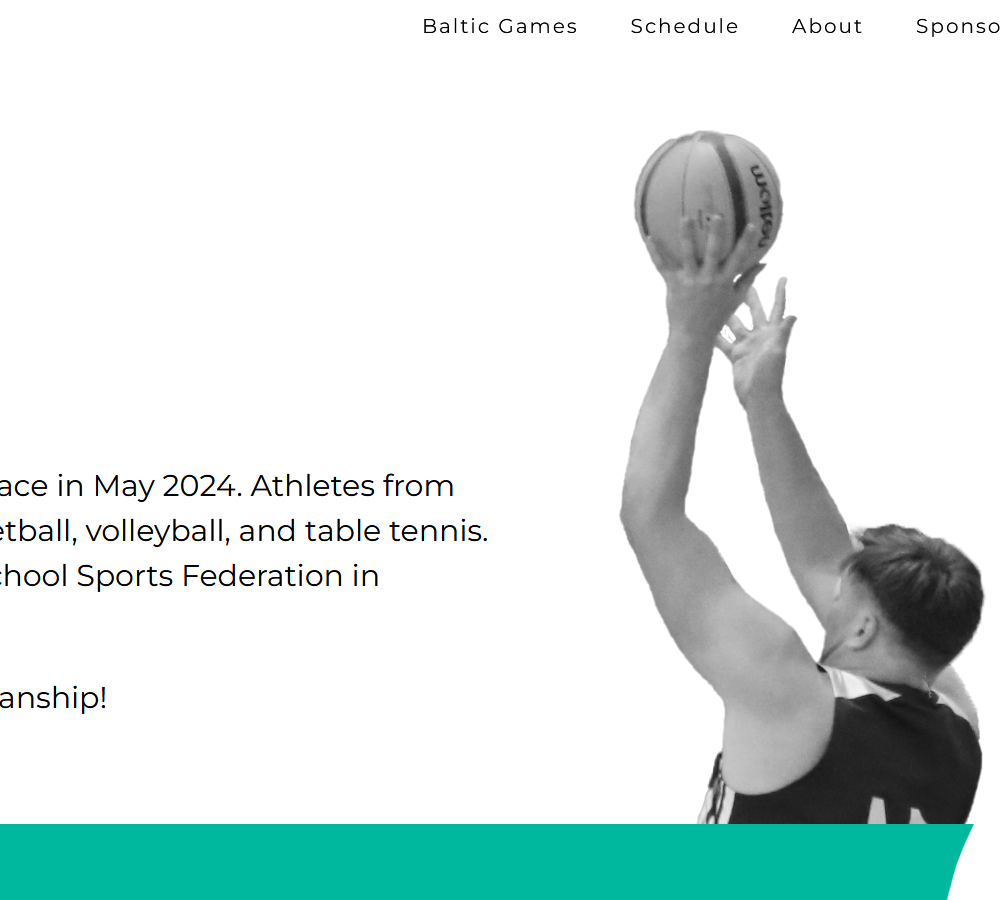 Baltic Games Schedule About Sponso
ace in May 2024. Athletes from
etball, volleyball, and table tennis.
chool Sports Federation in
anship!